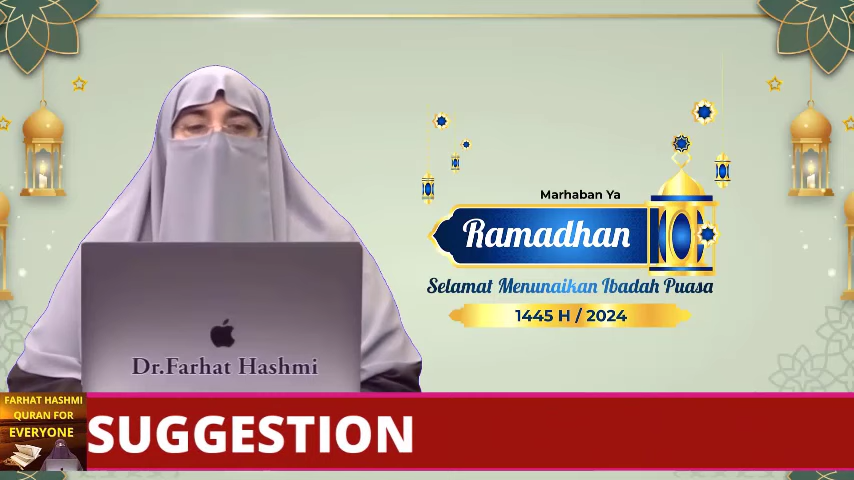 Marhaban Ya
Ramadhan
Selamat Menunaikan Ibadah Puasa
1445 H / 2024
Dr.Farhat Hashmi
FARHAT HASHMI
QURAN FOR
EVERYONE
SUGGESTION